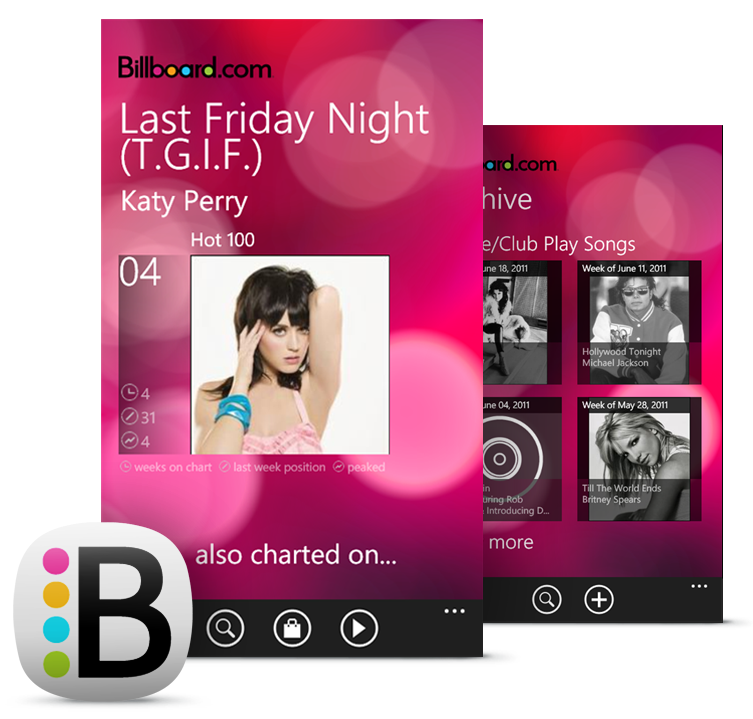 Billboard.com
Last Friday Night
(T.G.I.F.)
Katy Perry
Hot 100
04
4
31
4
weeks on chart last week position peaked
also charted on...
B
ard.com
hive
e/Club Play Songs
une 18, 2011
Week of June 11, 2011
Hollywood Tonight
Michael Jackson
une 04, 2011
Week of May 28, 2011
in
uring Rob
Introducing D...
Till The World Ends
Britney Spears
more